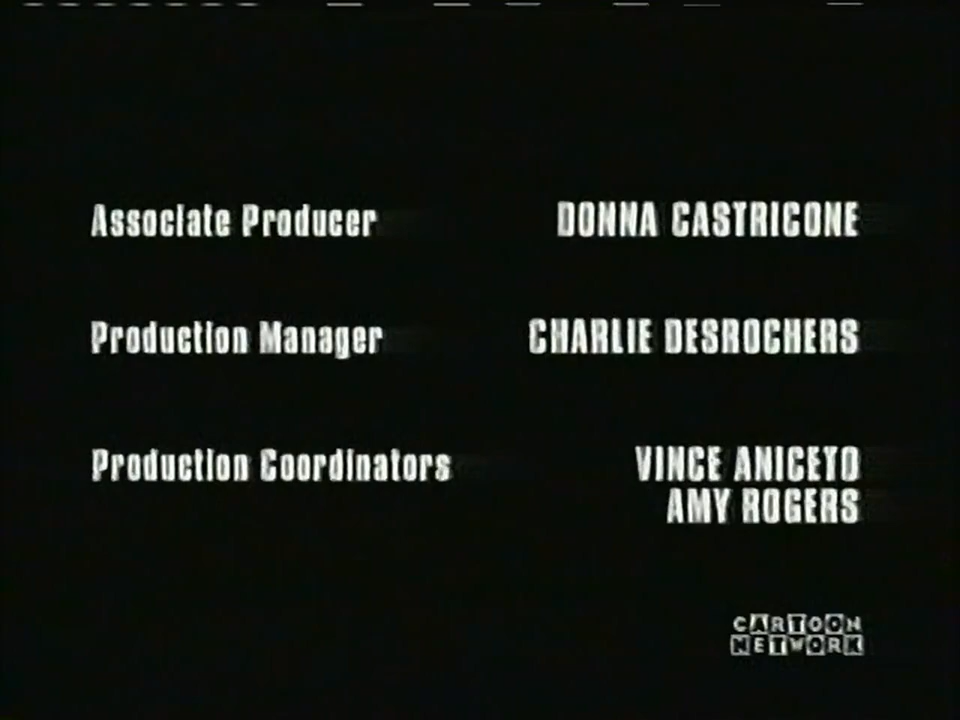 Associate Producer DONNA CASTRICONE
Production Manager CHARLIE DESROCHERS
Production Coordinators VINCE ANICETO
AMY ROGERS
CARTOON
NETWORK